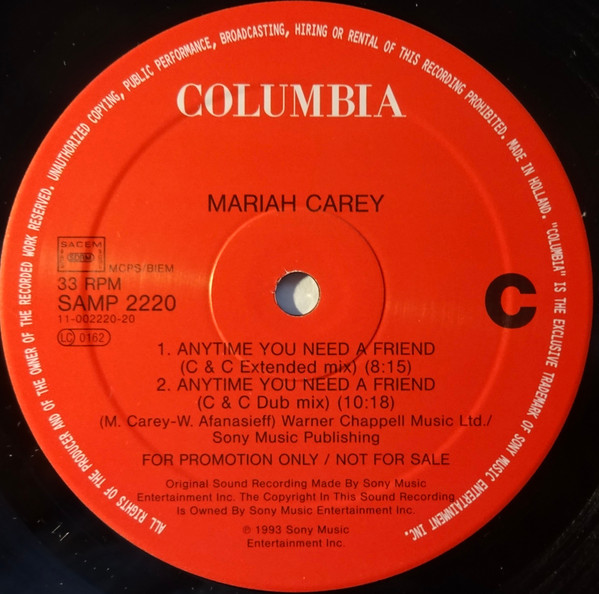 ALL RIGHTS OF THE PRODUCER AND OF THE OWNER OF THE RECORDED WORK RESERVED. UNAUTHORIZED COPYING, PUBLIC PERFORMANCE, BROADCASTING, HIRING OR RENTAL OF THIS RECORDING PROHIBITED. MADE IN HOLLAND. "COLUMBIA" IS THE EXCLUSIVE TRADEMARK OF SONY MUSIC ENTERTAINMENT INC.
COLUMBIA
MARIAH CAREY
SACEM
SDRM
MCPS/BIEM
33 RPM
SAMP 2220
11-002220-20
LC 0162
C
1. ANYTIME YOU NEED A FRIEND
(C & C Extended mix) (8:15)
2. ANYTIME YOU NEED A FRIEND
(C & C Dub mix) (10:18)
(M. Carey-W. Afanasieff) Warner Chappell Music Ltd./
Sony Music Publishing
FOR PROMOTION ONLY / NOT FOR SALE
Original Sound Recording Made By Sony Music
Entertainment Inc. The Copyright In This Sound Recording
Is Owned By Sony Music Entertainment Inc.
℗ 1993 Sony Music
Entertainment Inc.